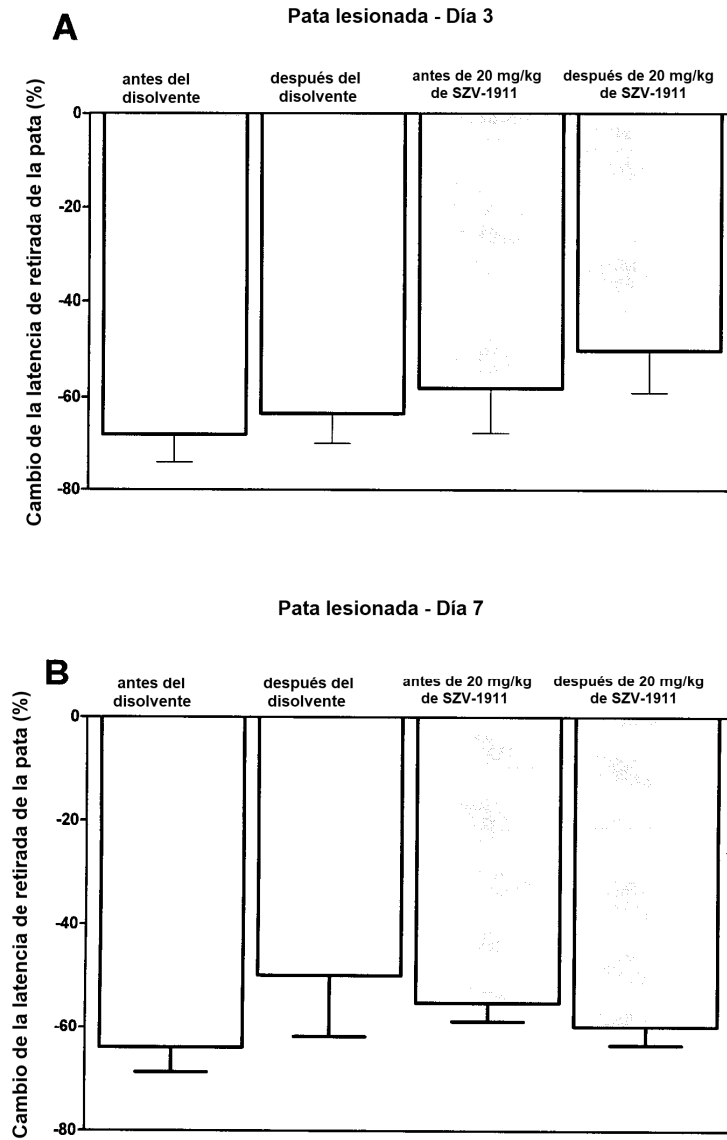 A
Pata lesionada - Día 3
antes del
disolvente
después del
disolvente
antes de 20 mg/kg
de SZV-1911
después de 20 mg/kg
de SZV-1911
Cambio de la latencia de retirada de la pata (%)
0
-20
-40
-60
-80
Pata lesionada - Día 7
B
antes del
disolvente
después del
disolvente
antes de 20 mg/kg
de SZV-1911
después de 20 mg/kg
de SZV-1911
Cambio de la latencia de retirada de la pata (%)
0
-20
-40
-60
-80